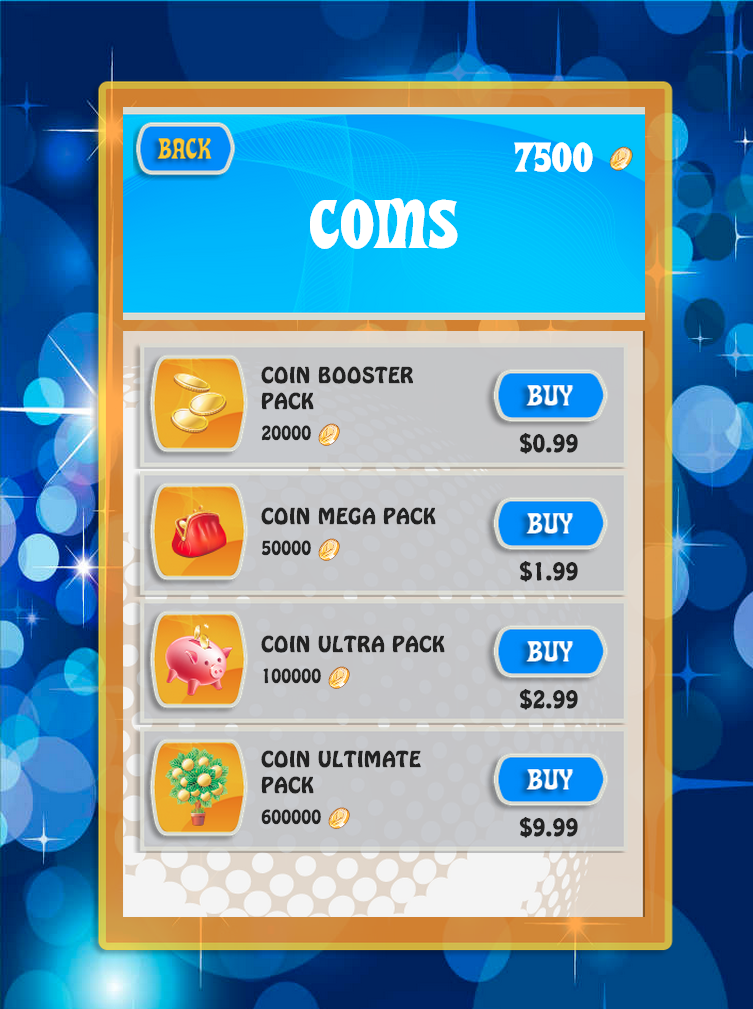 BACK
7500
COINS
COIN BOOSTER
PACK
20000
BUY
$0.99
COIN MEGA PACK
50000
BUY
$1.99
COIN ULTRA PACK
100000
BUY
$2.99
COIN ULTIMATE
PACK
600000
BUY
$9.99